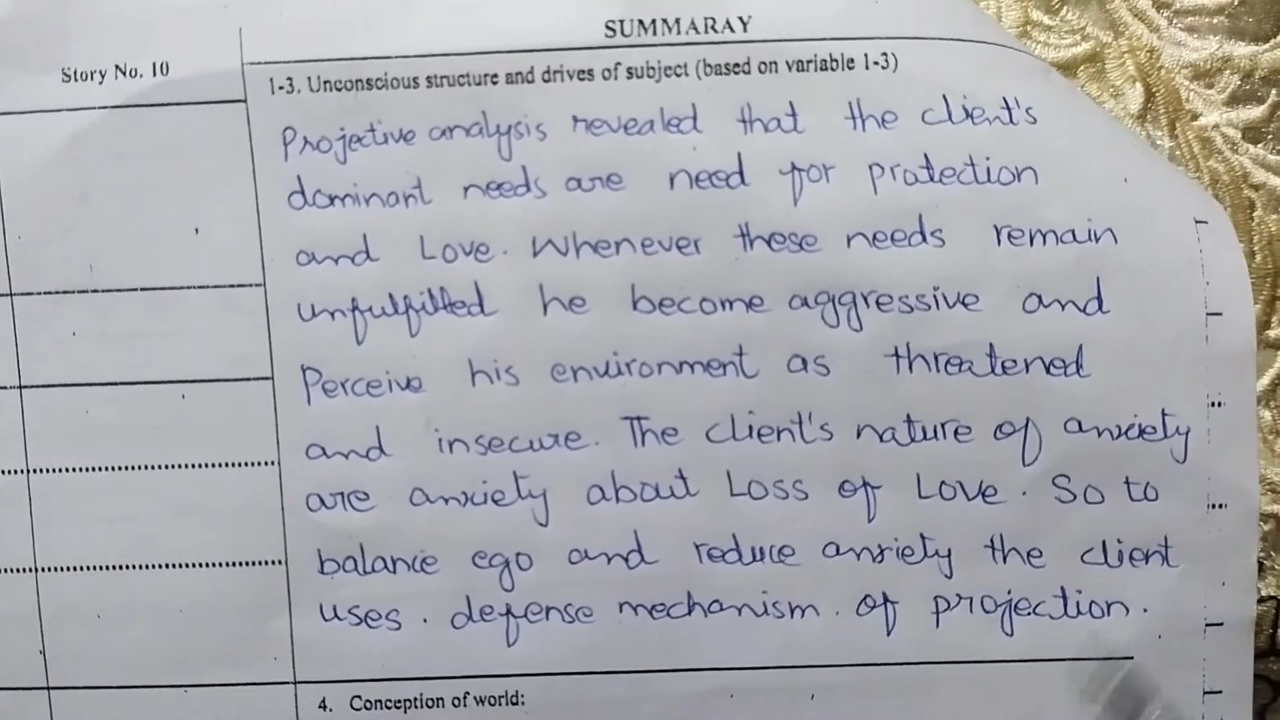 SUMMARAY
Story No. 10
1-3. Unconscious structure and drives of subject (based on variable 1-3)
Projective analysis revealed that the client's
dominant needs are need for protection
and Love. Whenever these needs remain
unfulfilled he become aggressive and
Perceive his environment as threatened
and insecure. The client's nature of anxiety
are anxiety about Loss of Love. So to
balance ego and reduce anxiety the client
uses. defense mechanism. of projection.
4. Conception of world: